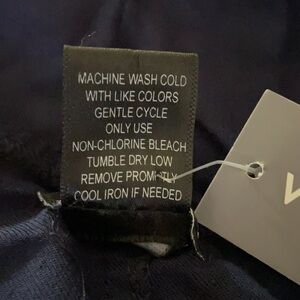 MACHINE WASH COLD
WITH LIKE COLORS
GENTLE CYCLE
ONLY USE
NON-CHLORINE BLEACH
TUMBLE DRY LOW
REMOVE PROMPTLY
COOL IRON IF NEEDED